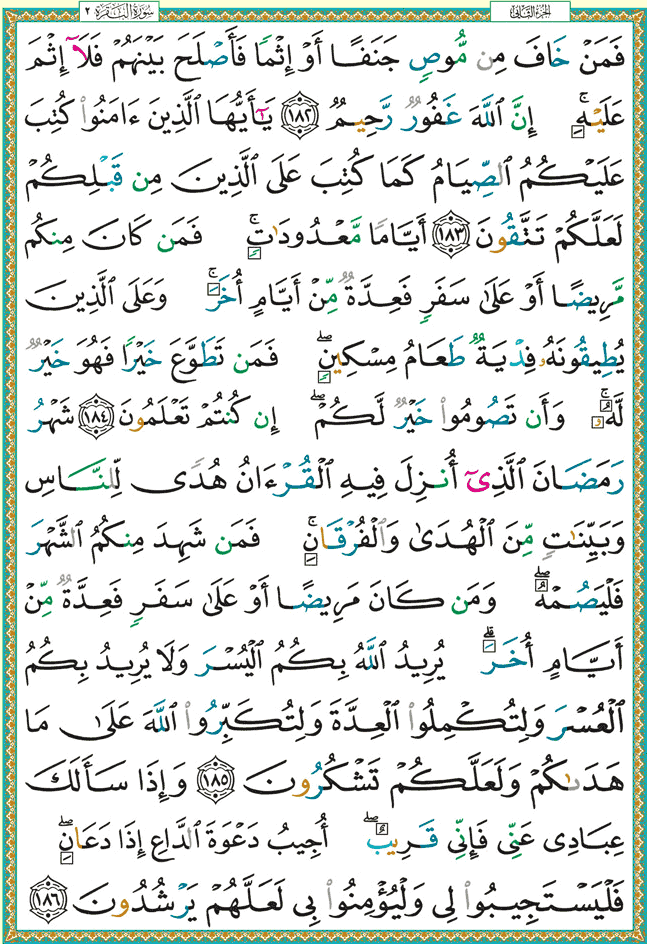 الجزء الثاني
سورة البقرة ٢
فَمَنْ خَافَ مِن مُّوصٍ جَنَفًا أَوْ إِثْمًا فَأَصْلَحَ بَيْنَهُمْ فَلَآ إِثْمَ
عَلَيْهِ ۚ إِنَّ ٱللَّهَ غَفُورٌ رَّحِيمٌ ١٨٢ يَـٰٓأَيُّهَا ٱلَّذِينَ ءَامَنُوا۟ كُتِبَ
عَلَيْكُمُ ٱلصِّيَامُ كَمَا كُتِبَ عَلَى ٱلَّذِينَ مِن قَبْلِكُمْ
لَعَلَّكُمْ تَتَّقُونَ ١٨٣ أَيَّامًا مَّعْدُودَٰتٍ ۚ فَمَن كَانَ مِنكُم
مَّرِيضًا أَوْ عَلَىٰ سَفَرٍ فَعِدَّةٌ مِّنْ أَيَّامٍ أُخَرَ ۚ وَعَلَى ٱلَّذِينَ
يُطِيقُونَهُۥ فِدْيَةٌ طَعَامُ مِسْكِينٍ ۖ فَمَن تَطَوَّعَ خَيْرًا فَهُوَ خَيْرٌ
لَّهُۥ ۚ وَأَن تَصُومُوا۟ خَيْرٌ لَّكُمْ ۖ إِن كُنتُمْ تَعْلَمُونَ ١٨٤ شَهْرُ
رَمَضَانَ ٱلَّذِىٓ أُنزِلَ فِيهِ ٱلْقُرْءَانُ هُدًى لِّلنَّاسِ
وَبَيِّنَـٰتٍ مِّنَ ٱلْهُدَىٰ وَٱلْفُرْقَانِ ۚ فَمَن شَهِدَ مِنكُمُ ٱلشَّهْرَ
فَلْيَصُمْهُ ۖ وَمَن كَانَ مَرِيضًا أَوْ عَلَىٰ سَفَرٍ فَعِدَّةٌ مِّنْ
أَيَّامٍ أُخَرَ ۗ يُرِيدُ ٱللَّهُ بِكُمُ ٱلْيُسْرَ وَلَا يُرِيدُ بِكُمُ
ٱلْعُسْرَ وَلِتُكْمِلُوا۟ ٱلْعِدَّةَ وَلِتُكَبِّرُوا۟ ٱللَّهَ عَلَىٰ مَا
هَدَىٰكُمْ وَلَعَلَّكُمْ تَشْكُرُونَ ١٨٥ وَإِذَا سَأَلَكَ
عِبَادِى عَنِّى فَإِنِّى قَرِيبٌ ۖ أُجِيبُ دَعْوَةَ ٱلدَّاعِ إِذَا دَعَانِ ۖ
فَلْيَسْتَجِيبُوا۟ لِى وَلْيُؤْمِنُوا۟ بِى لَعَلَّهُمْ يَرْشُدُونَ ١٨٦